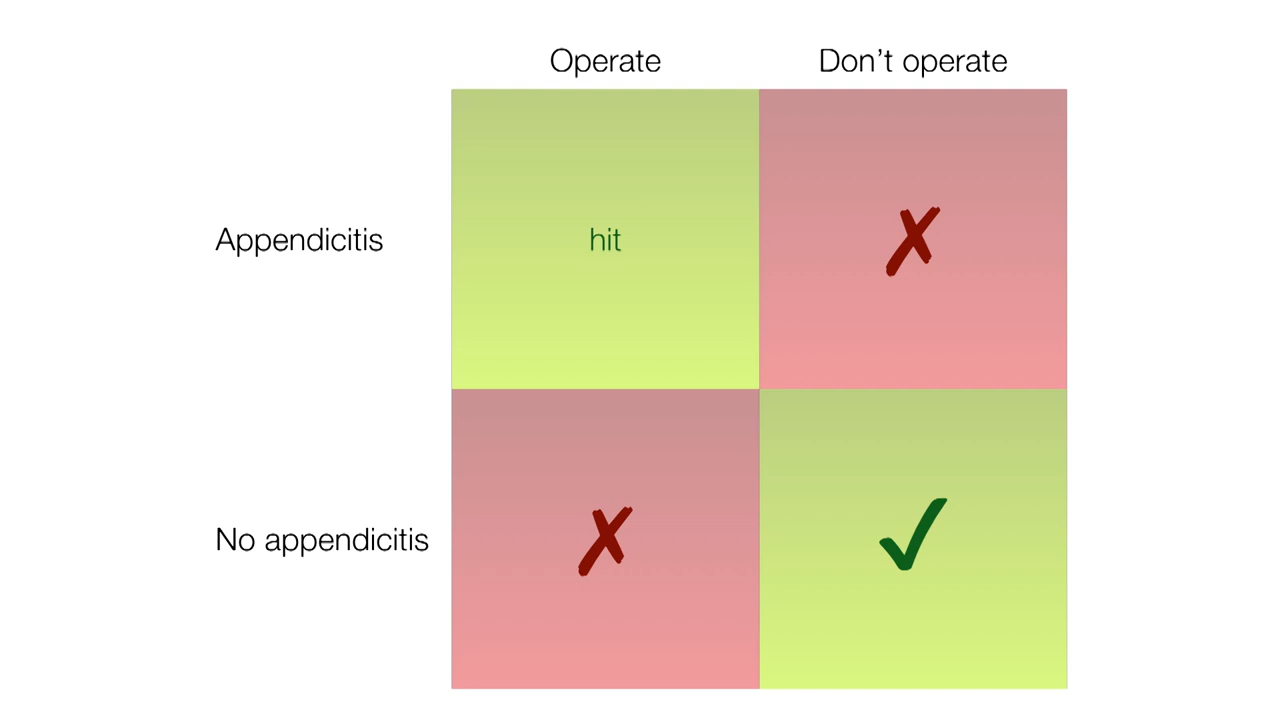 Operate
Don’t operate
Appendicitis
hit
✗
No appendicitis
✗
✓